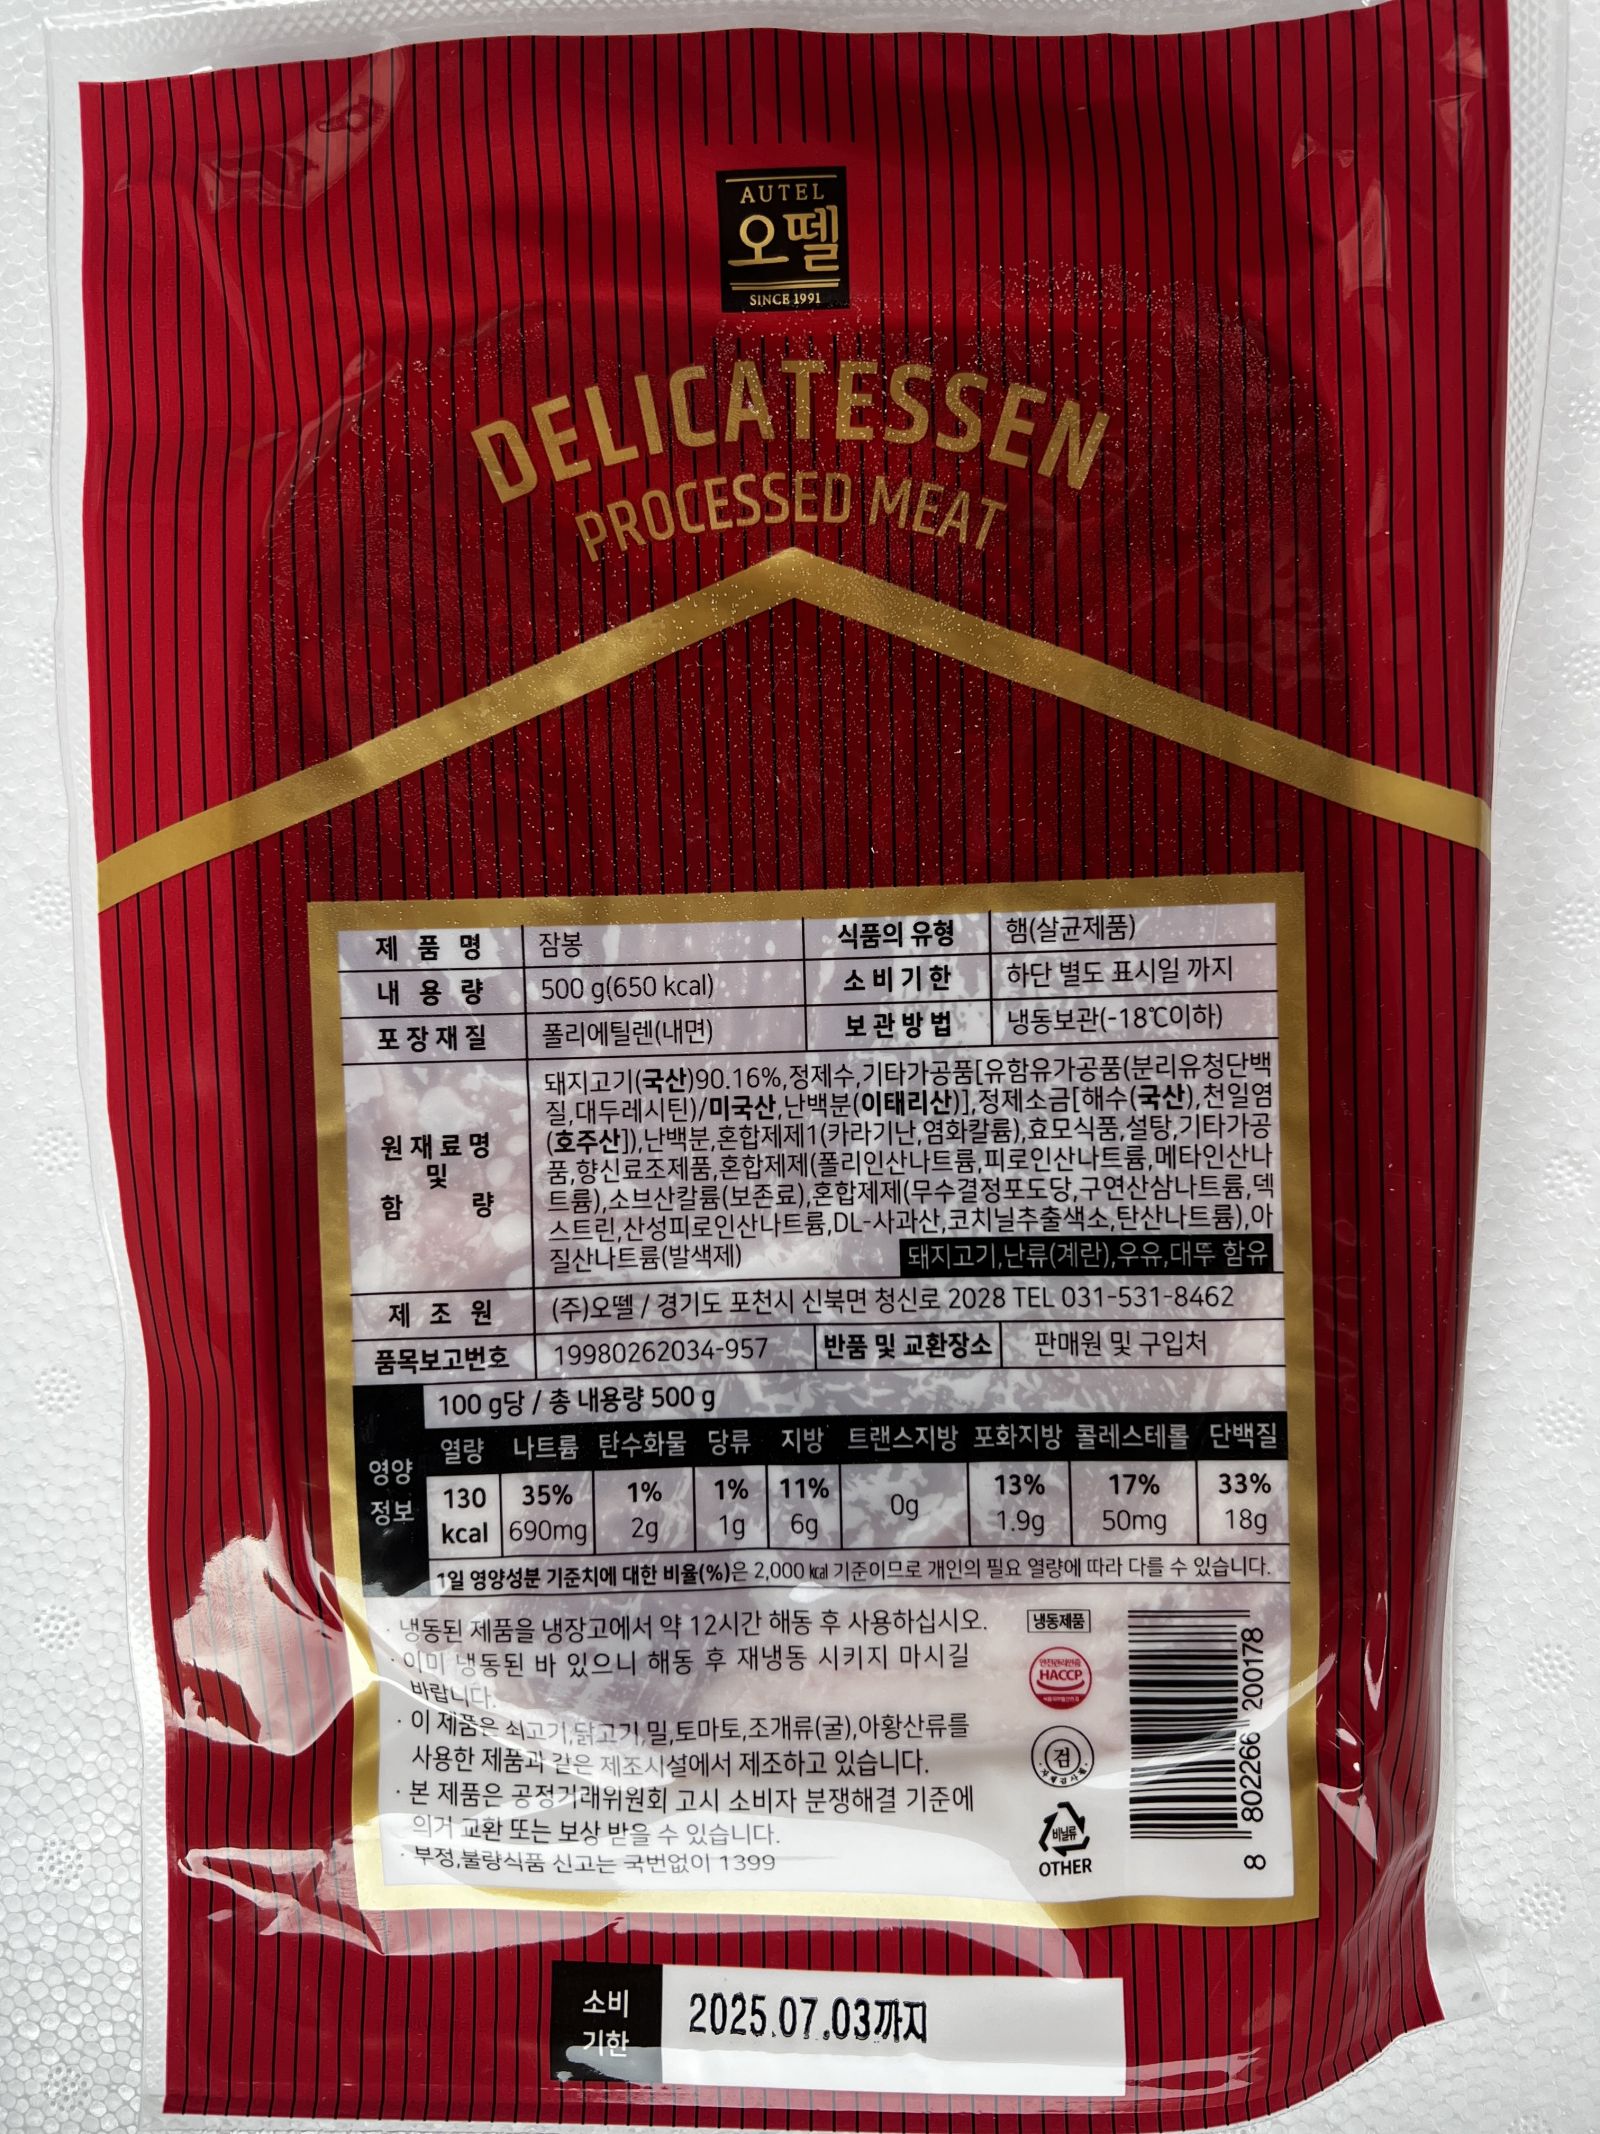 AUTEL
오뗄
SINCE 1991
DELICATESSEN
PROCESSED MEAT
제 품 명 잠봉 식품의 유형 햄(살균제품)
내 용 량 500 g(650 kcal) 소비기한 하단 별도 표시일 까지
포장재질 폴리에틸렌(내면) 보관방법 냉동보관(-18℃이하)
원재료명 및 함 량
돼지고기(국산)90.16%,정제수,기타가공품[유함유가공품(분리유청단백
질,대두레시틴)/미국산,난백분(이태리산)],정제소금[해수(국산),천일염
(호주산)],난백분,혼합제제1(카라기난,염화칼륨),효모식품,설탕,기타가공
품,향신료조제품,혼합제제(폴리인산나트륨,피로인산나트륨,메타인산나
트륨),소브산칼륨(보존료),혼합제제(무수결정포도당,구연산삼나트륨,덱
스트린,산성피로인산나트륨,DL-사과산,코치닐추출색소,탄산나트륨),아
질산나트륨(발색제) 돼지고기,난류(계란),우유,대두 함유
제 조 원 (주)오뗄 / 경기도 포천시 신북면 청신로 2028 TEL 031-531-8462
품목보고번호 19980262034-957 반품 및 교환장소 판매원 및 구입처
영양 정보
100 g당 / 총 내용량 500 g
열량 나트륨 탄수화물 당류 지방 트랜스지방 포화지방 콜레스테롤 단백질
130 35% 1% 1% 11% 0g 13% 17% 33%
kcal 690mg 2g 1g 6g 1.9g 50mg 18g
1일 영양성분 기준치에 대한 비율(%)은 2,000 kcal 기준이므로 개인의 필요 열량에 따라 다를 수 있습니다.
· 냉동된 제품을 냉장고에서 약 12시간 해동 후 사용하십시오.
· 이미 냉동된 바 있으니 해동 후 재냉동 시키지 마시길
바랍니다.
· 이 제품은 쇠고기,닭고기,밀,토마토,조개류(굴),아황산류를
사용한 제품과 같은 제조시설에서 제조하고 있습니다.
· 본 제품은 공정거래위원회 고시 소비자 분쟁해결 기준에
의거 교환 또는 보상 받을 수 있습니다.
· 부정,불량식품 신고는 국번없이 1399
냉동제품
안전관리인증
HACCP
검
비닐류
OTHER
8 802266 200178
소비
기한
2025.07.03까지